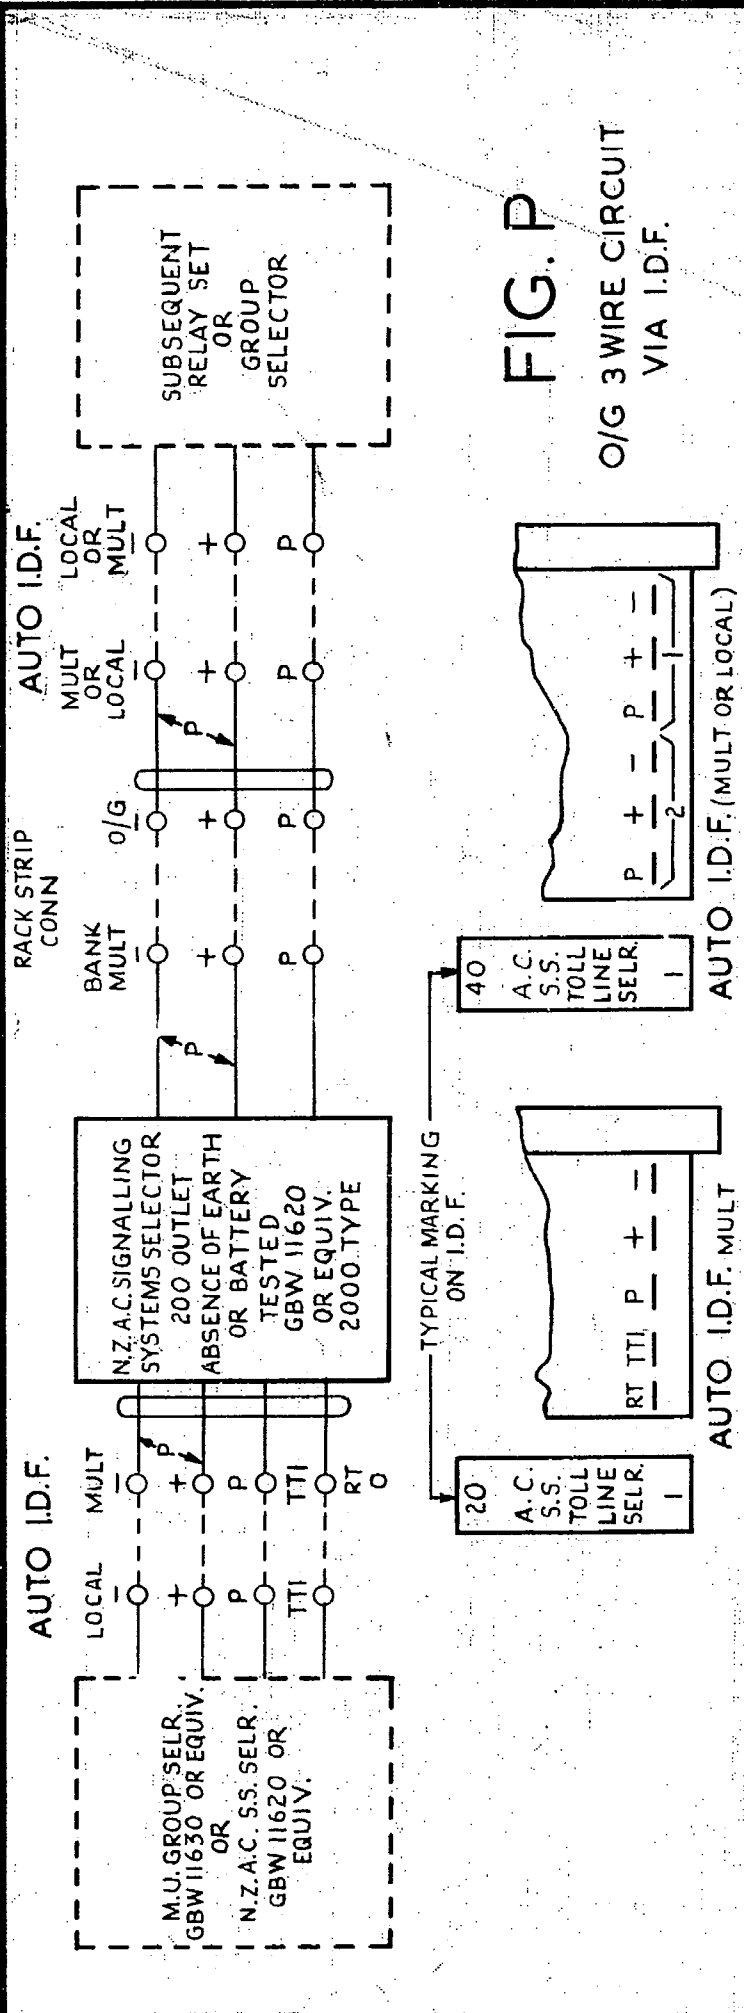 AUTO I.D.F.
LOCAL
MULT
–
–
+
+
P
P
P
TTI
TTI
RT
O
M.U. GROUP SELR.
GBW 11630 OR EQUIV.
OR
N.Z.A.C. S.S. SELR.
GBW 11620 OR
EQUIV.
N.Z.A.C. SIGNALLING
SYSTEMS SELECTOR
200 OUTLET
ABSENCE OF EARTH
OR BATTERY
TESTED
GBW 11620
OR EQUIV.
2000 TYPE
P
RACK STRIP
CONN
BANK
MULT
O/G
–
–
+
+
P
P
P
AUTO I.D.F.
MULT
OR
LOCAL
LOCAL
OR
MULT
–
–
+
+
P
P
SUBSEQUENT
RELAY SET
OR
GROUP
SELECTOR
TYPICAL MARKING
ON I.D.F.
20
A.C.
S.S.
TOLL
LINE
SELR.
1
RT TTI P + –
AUTO I.D.F. MULT
40
A.C.
S.S.
TOLL
LINE
SELR.
1
P + – P + –
2 1
AUTO I.D.F. (MULT OR LOCAL)
FIG. P
O/G 3 WIRE CIRCUIT
VIA I.D.F.